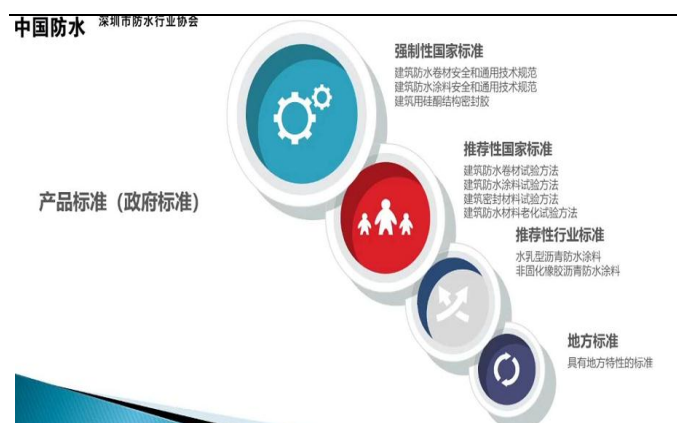 中国防水
深圳市防水行业协会
产品标准（政府标准）
强制性国家标准
建筑防水卷材安全和通用技术规范
建筑防水涂料安全和通用技术规范
建筑用硅酮结构密封胶
推荐性国家标准
建筑防水卷材试验方法
建筑防水涂料试验方法
建筑密封材料试验方法
建筑防水材料老化试验方法
推荐性行业标准
水乳型沥青防水涂料
非固化橡胶沥青防水涂料
地方标准
具有地方特性的标准